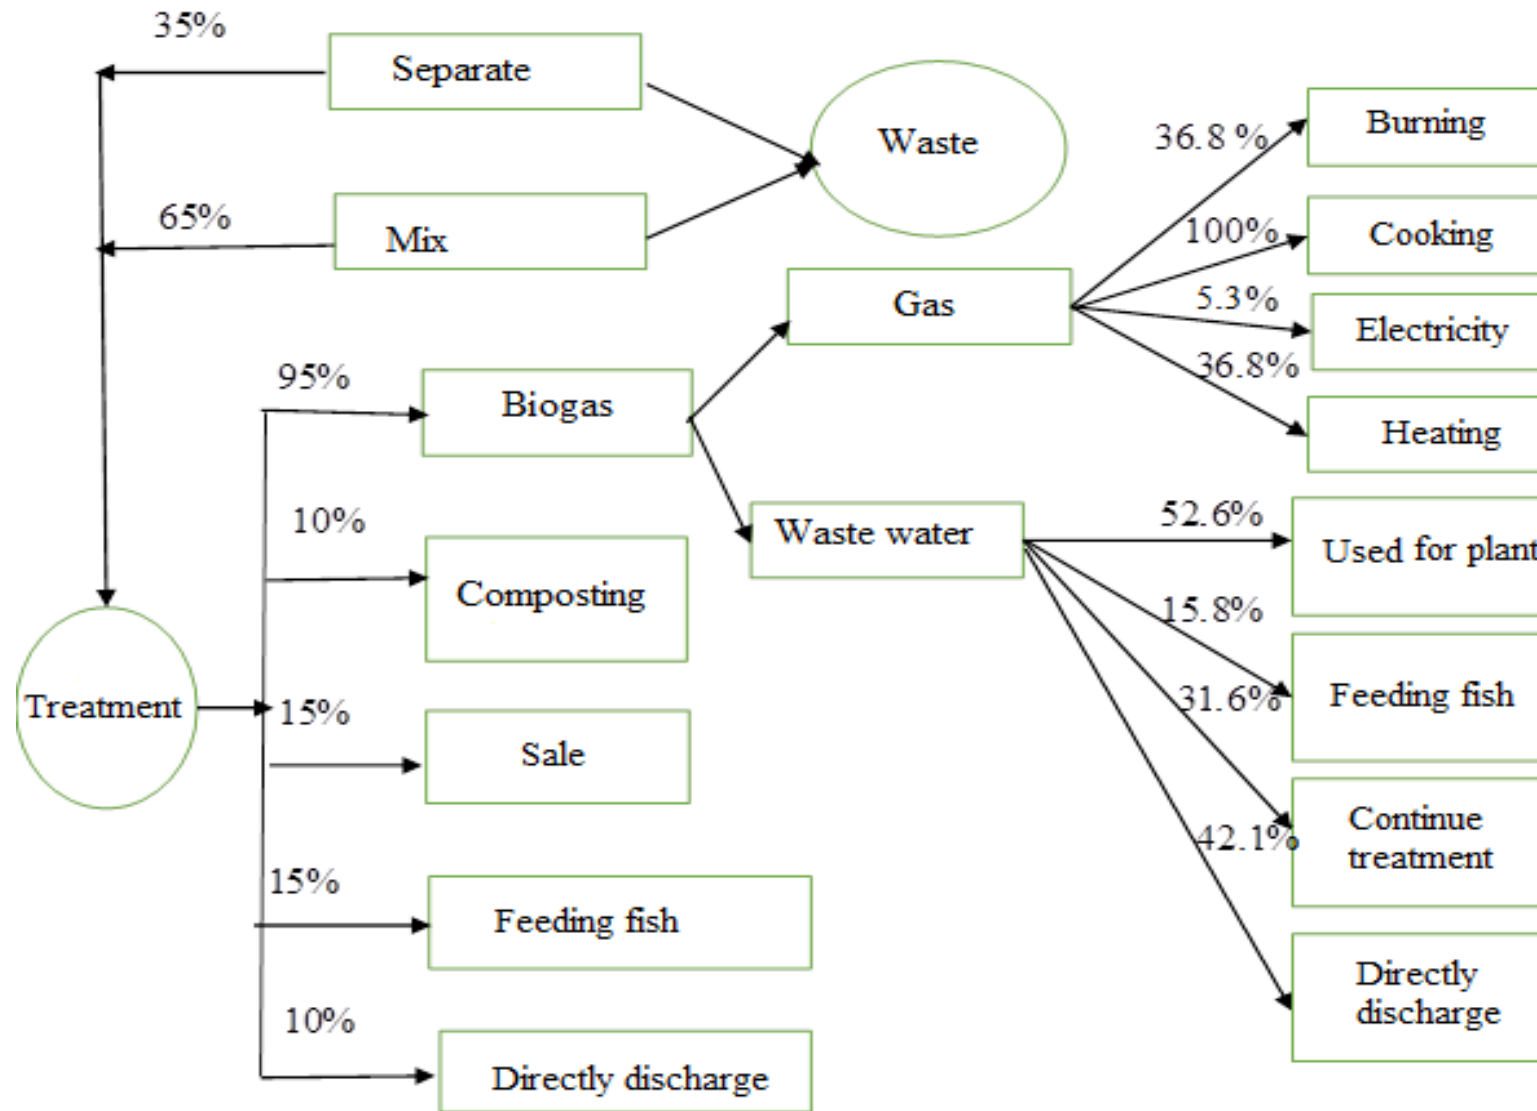 35%
Separate
Waste
36.8 %
Burning
65%
Mix
100%
Cooking
Gas
5.3%
Electricity
36.8%
Heating
95%
Biogas
10%
Composting
Waste water
52.6%
Used for plant
15.8%
Feeding fish
31.6%
Treatment
15%
Sale
Continue
treatment
42.1%
15%
Feeding fish
Directly
discharge
10%
Directly discharge